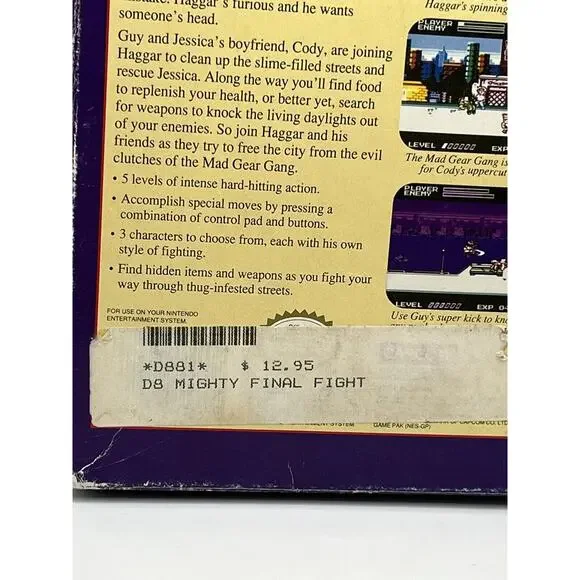 mistake. Haggar's furious and he wants
someone's head.
Guy and Jessica's boyfriend, Cody, are joining
Haggar to clean up the slime-filled streets and
rescue Jessica. Along the way you'll find food
to replenish your health, or better yet, search
for weapons to knock the living daylights out
of your enemies. So join Haggar and his
friends as they try to free the city from the evil
clutches of the Mad Gear Gang.
• 5 levels of intense hard-hitting action.
• Accomplish special moves by pressing a
combination of control pad and buttons.
• 3 characters to choose from, each with his own
style of fighting.
• Find hidden items and weapons as you fight your
way through thug-infested streets.
FOR USE ON YOUR NINTENDO
ENTERTAINMENT SYSTEM.
Haggar's spinning
PLAYER
ENEMY
LEVEL
EXP
The Mad Gear Gang is
for Cody's uppercut
PLAYER
ENEMY
LEVEL
EXP
Use Guy's super kick to kno
*D881* $ 12.95
D8 MIGHTY FINAL FIGHT
SYSTEM
GAME PAK (NES-GP)
OF CAPCOM CO. LTD